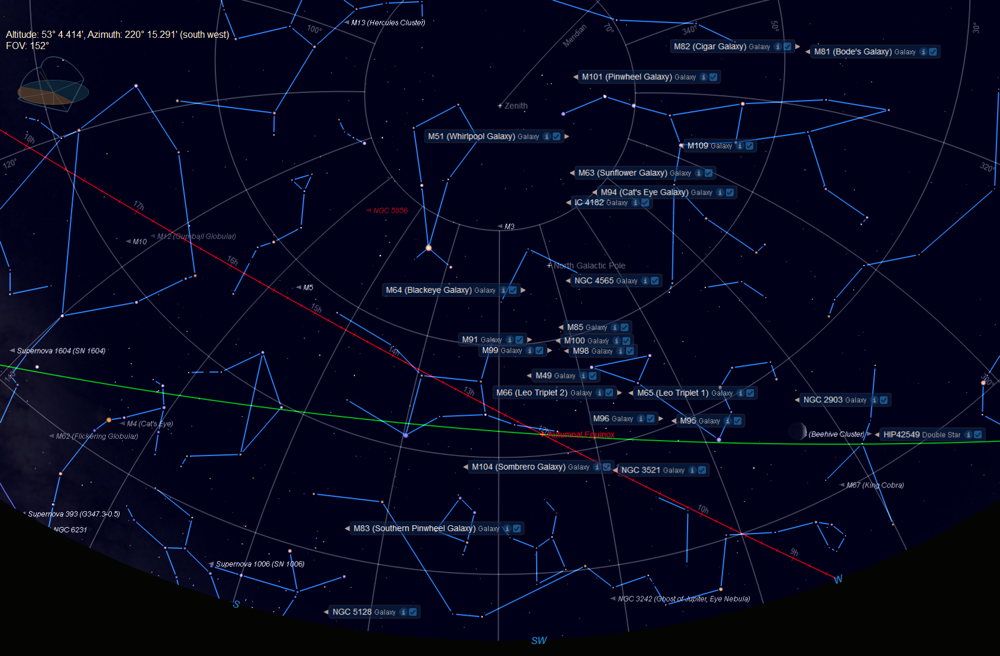 M13 (Hercules Cluster)
100°
Meridian
70°
340°
50°
30°
Altitude: 53° 4.414', Azimuth: 220° 15.291' (south west)
FOV: 152°
M82 (Cigar Galaxy) Galaxy
M81 (Bode's Galaxy) Galaxy
M101 (Pinwheel Galaxy) Galaxy
Zenith
M51 (Whirlpool Galaxy) Galaxy
18h
M109 Galaxy
120°
320°
M63 (Sunflower Galaxy) Galaxy
M94 (Cat's Eye Galaxy) Galaxy
IC 4182 Galaxy
17h
NGC 5856
M3
M12 (Gumball Globular)
M10
16h
North Galactic Pole
NGC 4565 Galaxy
M5
M64 (Blackeye Galaxy) Galaxy
15h
M85 Galaxy
M91 Galaxy
M100 Galaxy
Supernova 1604 (SN 1604)
14h
M99 Galaxy
M98 Galaxy
140°
M49 Galaxy
300°
13h
M66 (Leo Triplet 2) Galaxy
M65 (Leo Triplet 1) Galaxy
NGC 2903 Galaxy
M4 (Cat's Eye)
M96 Galaxy
M95 Galaxy
M62 (Flickering Globular)
12h
Autumnal Equinox
(Beehive Cluster)
HIP42549 Double Star
M104 (Sombrero Galaxy) Galaxy
NGC 3521 Galaxy
M67 (King Cobra)
Supernova 393 (G347.3-0.5)
10h
NGC 6231
M83 (Southern Pinwheel Galaxy) Galaxy
9h
Supernova 1006 (SN 1006)
W
NGC 3242 (Ghost of Jupiter, Eye Nebula)
S
NGC 5128 Galaxy
SW